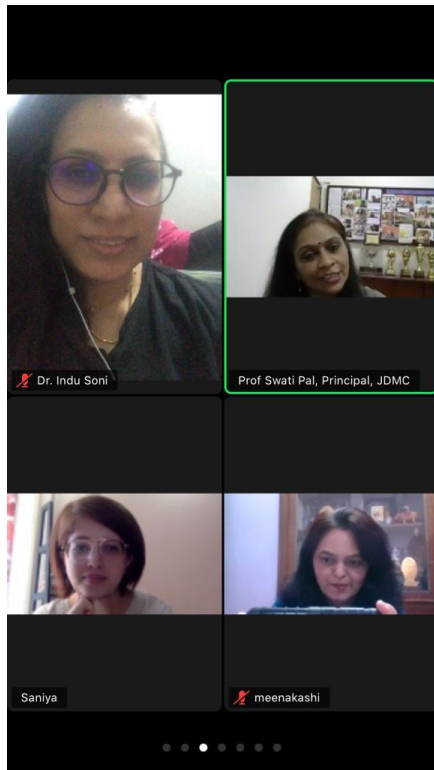 Dr. Indu Soni
Prof Swati Pal, Principal, JDMC
Saniya
meenakashi